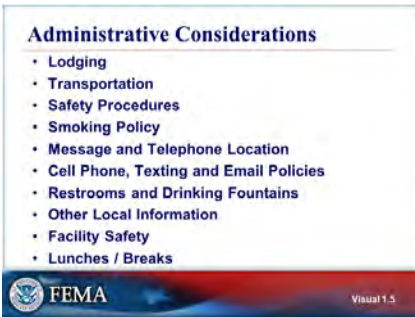 Administrative Considerations
• Lodging
• Transportation
• Safety Procedures
• Smoking Policy
• Message and Telephone Location
• Cell Phone, Texting and Email Policies
• Restrooms and Drinking Fountains
• Other Local Information
• Facility Safety
• Lunches / Breaks
FEMA
Visual 1.5